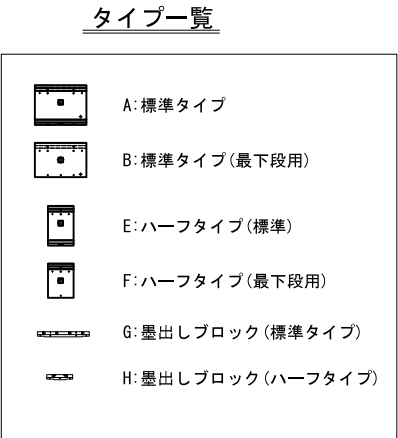 タイプ一覧
A:標準タイプ
B:標準タイプ(最下段用)
E:ハーフタイプ(標準)
F:ハーフタイプ(最下段用)
G:墨出しブロック(標準タイプ)
H:墨出しブロック(ハーフタイプ)